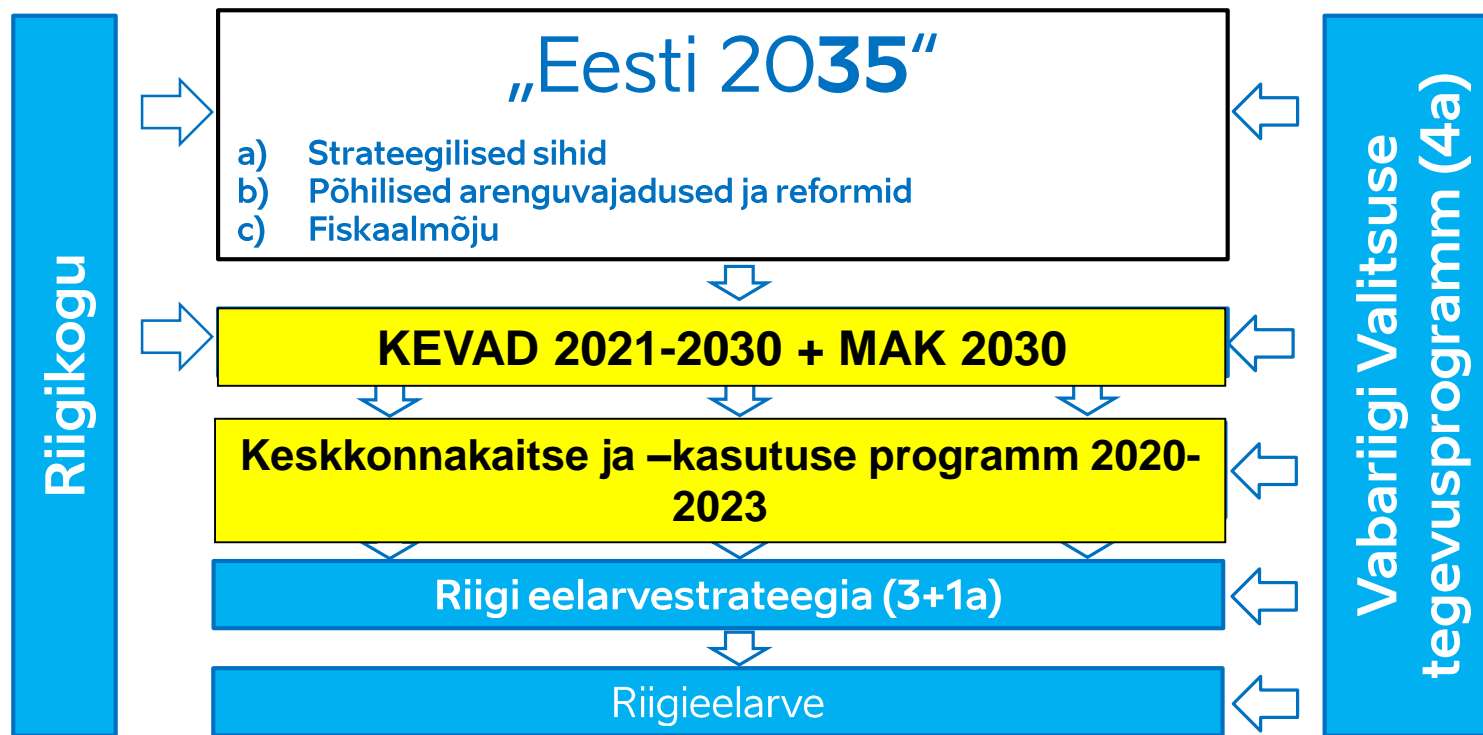 Riigikogu
„Eesti 2035“
a) Strateegilised sihid
b) Põhilised arenguvajadused ja reformid
c) Fiskaalmõju
KEVAD 2021-2030 + MAK 2030
Keskkonnakaitse ja –kasutuse programm 2020-
2023
Riigi eelarvestrateegia (3+1a)
Riigieelarve
Vabariigi Valitsuse
tegevusprogramm (4a)